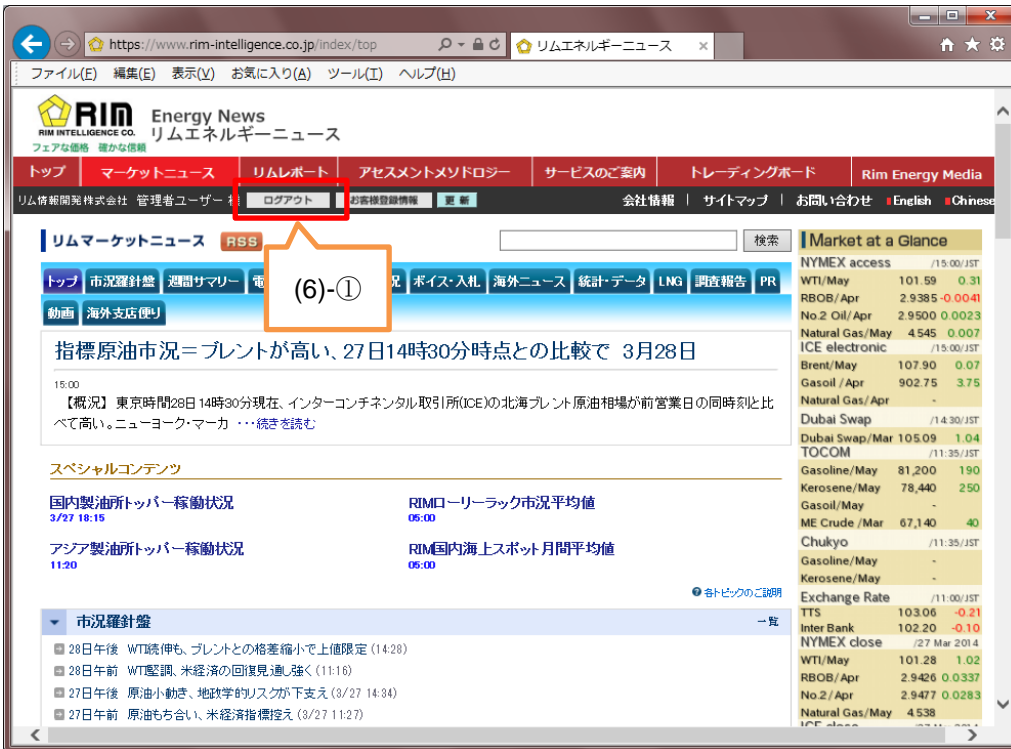 https://www.rim-intelligence.co.jp/index/top
リムエネルギーニュース
ファイル(F) 編集(E) 表示(V) お気に入り(A) ツール(T) ヘルプ(H)
RIM
RIM INTELLIGENCE CO.
フェアな価格 確かな信頼
Energy News
リムエネルギーニュース
トップ マーケットニュース リムレポート アセスメントメソドロジー サービスのご案内 トレーディングボード Rim Energy Media
リム情報開発株式会社 管理者ユーザー ログアウト お客様登録情報 更新 会社情報 | サイトマップ | お問い合わせ English Chinese
リムマーケットニュース RSS 検索
トップ 市況羅針盤 週間サマリー 電 況 ボイス・入札 海外ニュース 統計・データ LNG 調査報告 PR
動画 海外支店便り
(6)-①
指標原油市況=ブレントが高い、27日14時30分時点との比較で 3月28日
15:00
【概況】東京時間28日14時30分現在、インターコンチネンタル取引所(ICE)の北海ブレント原油相場が前営業日の同時刻と比
べて高い。ニューヨーク・マーカ ・・・続きを読む
スペシャルコンテンツ
国内製油所トッパー稼働状況
3/27 18:15
RIMローリーラック市況平均値
05:00
アジア製油所トッパー稼働状況
11:20
RIM国内海上スポット月間平均値
05:00
各トピックのご説明
市況羅針盤 一覧
28日午後 WTI続伸も、ブレントとの格差縮小で上値限定 (14:28)
28日午前 WTI堅調、米経済の回復見通し強く (11:16)
27日午後 原油小動き、地政学的リスクが下支え (3/27 14:34)
27日午前 原油もち合い、米経済指標控え (3/27 11:27)
Market at a Glance
NYMEX access /15:00/JST
WTI/May 101.59 0.31
RBOB/Apr 2.9385 -0.0041
No.2 Oil/Apr 2.9500 0.0023
Natural Gas/May 4.545 0.007
ICE electronic /15:00/JST
Brent/May 107.90 0.07
Gasoil /Apr 902.75 3.75
Natural Gas/Apr -
Dubai Swap /14:30/JST
Dubai Swap/Mar 105.09 1.04
TOCOM /11:35/JST
Gasoline/May 81,200 190
Kerosene/May 78,440 250
Gasoil/May -
ME Crude /Mar 67,140 40
Chukyo /11:35/JST
Gasoline/May -
Kerosene/May -
Exchange Rate /11:00/JST
TTS 103.06 -0.21
Inter Bank 102.20 -0.10
NYMEX close /27 Mar 2014
WTI/May 101.28 1.02
RBOB/Apr 2.9426 0.0337
No.2/Apr 2.9477 0.0283
Natural Gas/May 4.538